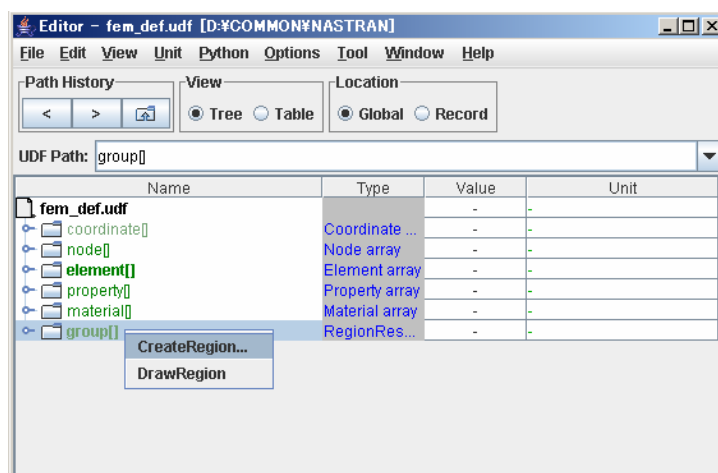 Editor - fem_def.udf [D:¥COMMON¥NASTRAN]
File Edit View Unit Python Options Tool Window Help
Path History View Location
< > Tree Table Global Record
UDF Path: group[]
Name Type Value Unit
fem_def.udf - -
coordinate[] Coordinate ... - -
node[] Node array - -
element[] Element array - -
property[] Property array - -
material[] Material array - -
group[] RegionRes... - -
CreateRegion...
DrawRegion